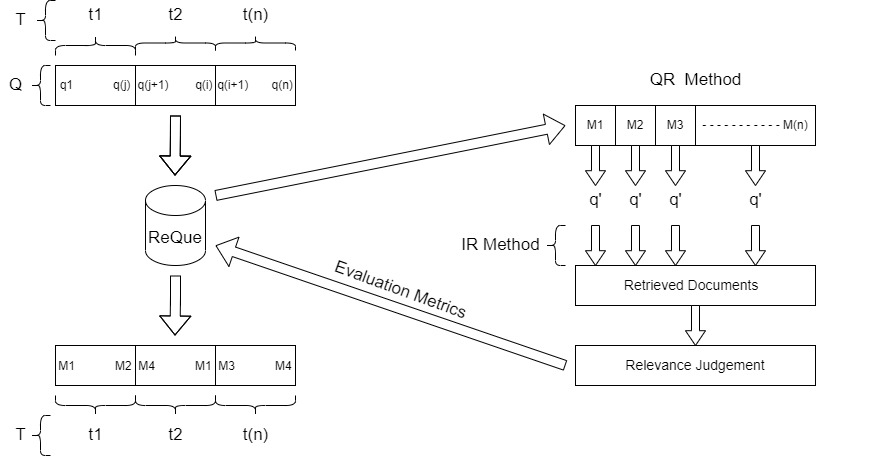 T
t1 t2 t(n)
Q
q1 q(j) q(j+1) q(i) q(i+1) q(n)
ReQue
M1 M2 M4 M1 M3 M4
T
t1 t2 t(n)
Evaluation Metrics
QR Method
M1 M2 M3 - - - - - - - - - - - M(n)
q' q' q' q'
IR Method
Retrieved Documents
Relevance Judgement